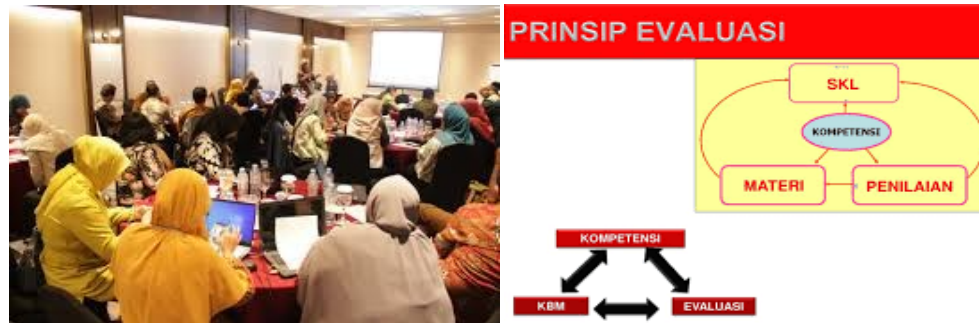 PRINSIP EVALUASI
SKL
KOMPETENSI
MATERI
PENILAIAN
KOMPETENSI
KBM
EVALUASI